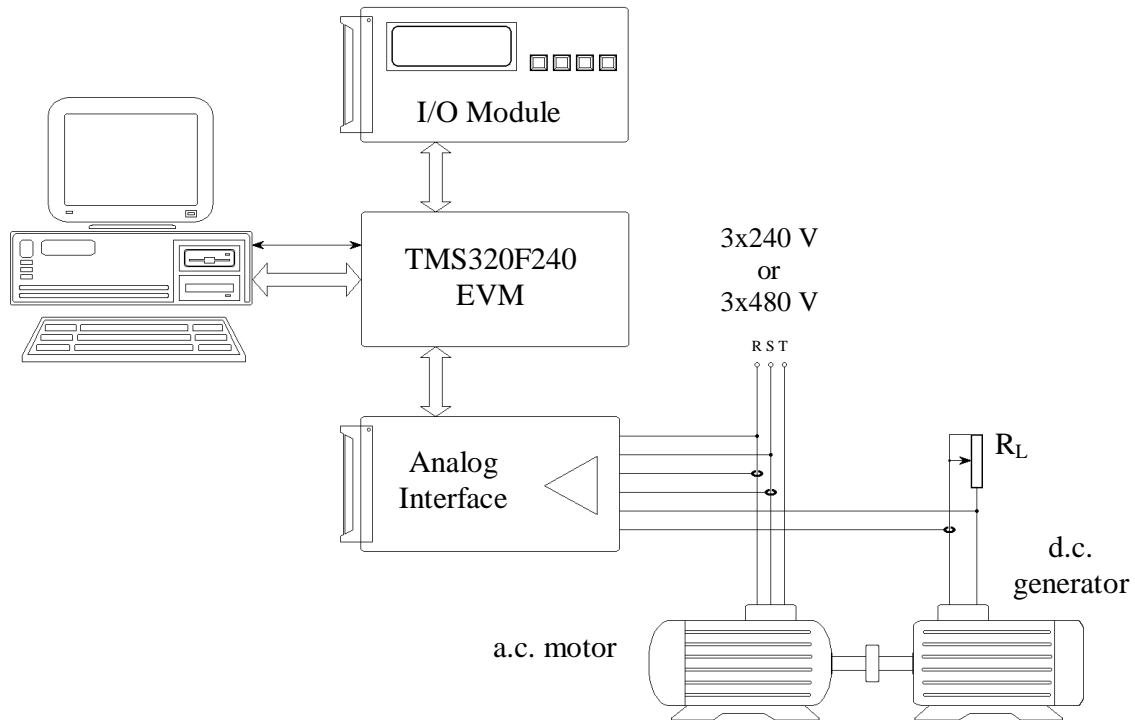 I/O Module
TMS320F240
EVM
3x240 V
or
3x480 V
R S T
Analog
Interface
R_L
d.c.
generator
a.c. motor